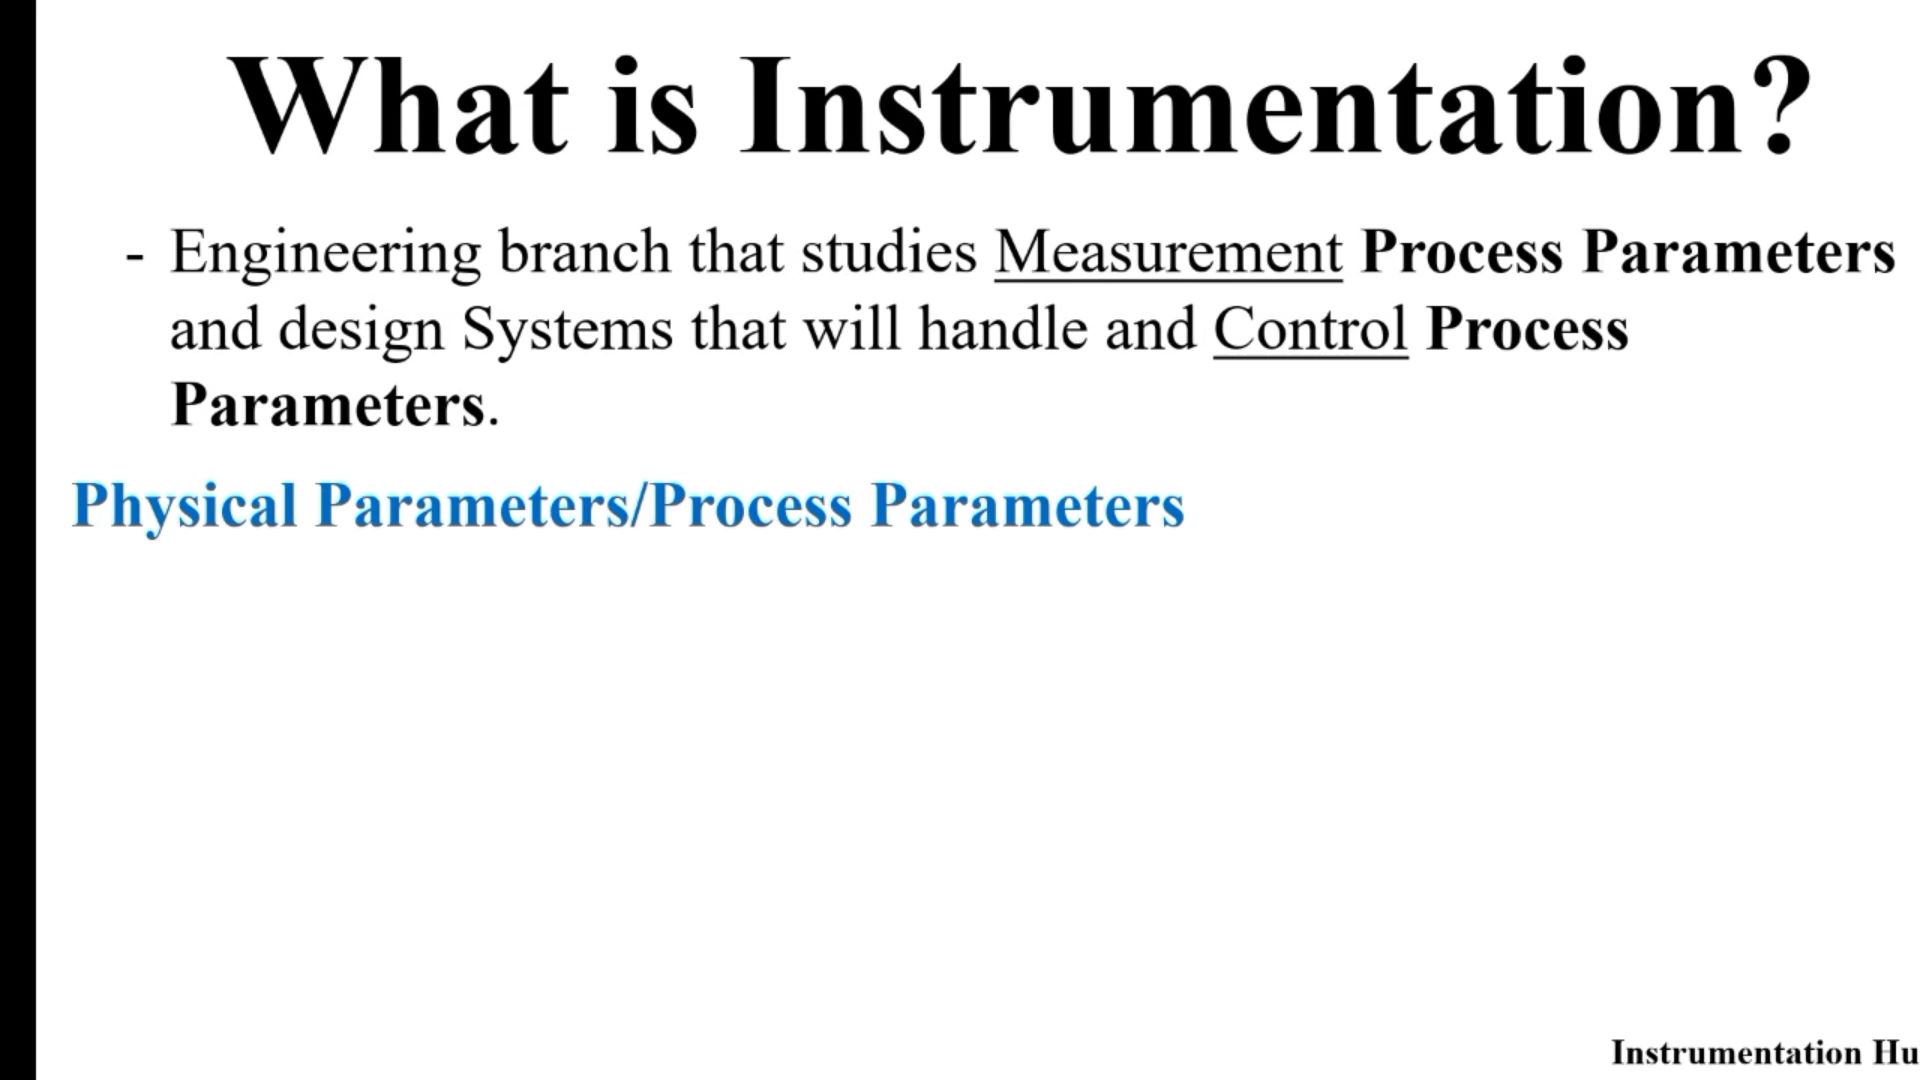 What is Instrumentation?
- Engineering branch that studies Measurement Process Parameters
and design Systems that will handle and Control Process
Parameters.
Physical Parameters/Process Parameters
Instrumentation Hu